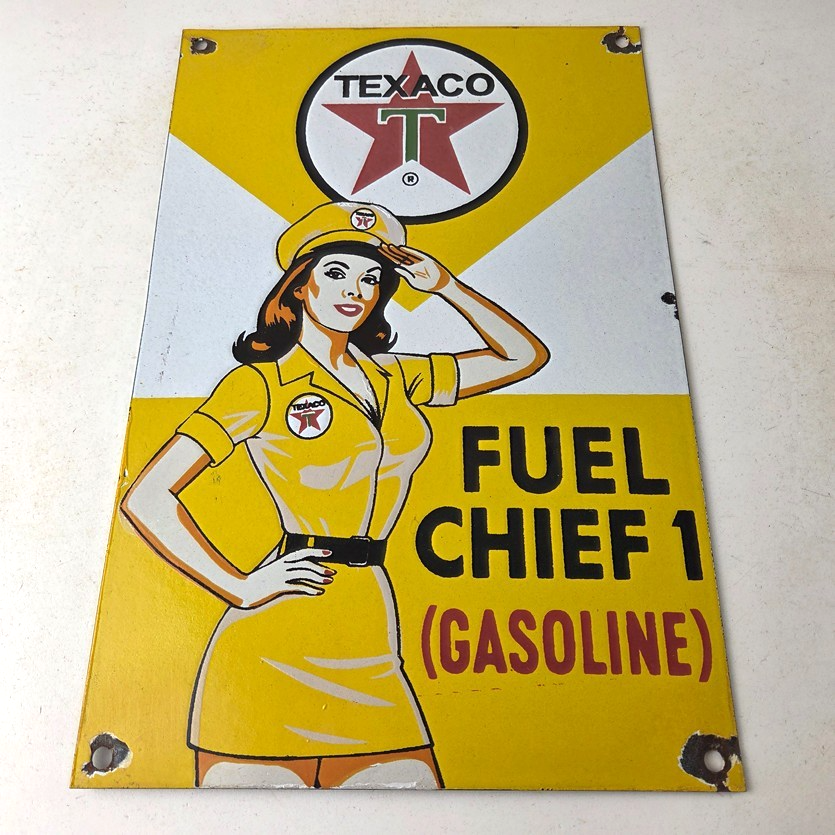 TEXACO
T
®
TEXACO
T
FUEL
CHIEF 1
(GASOLINE)